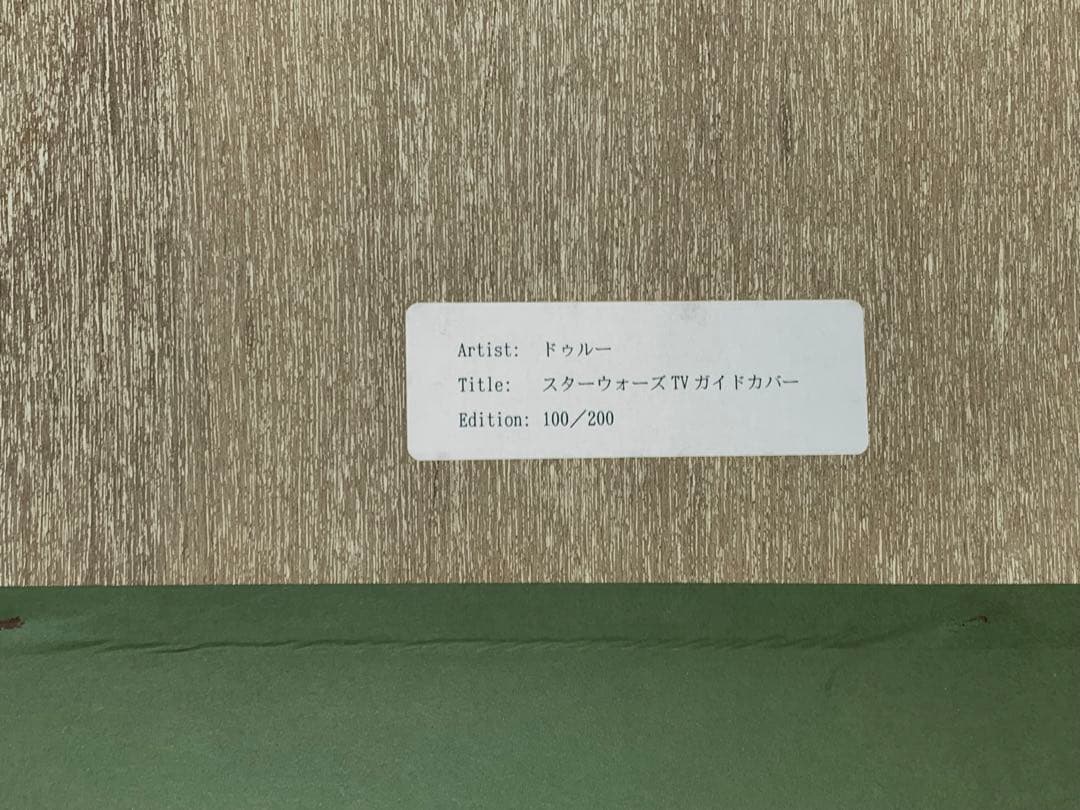 Artist: ドゥルー
Title: スターウォーズTVガイドカバー
Edition: 100／200